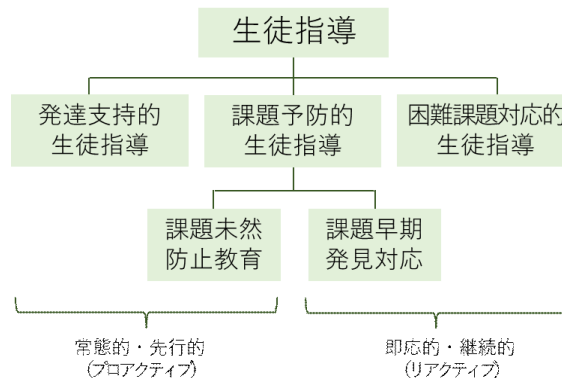 生徒指導
発達支持的
生徒指導
課題予防的
生徒指導
困難課題対応的
生徒指導
課題未然
防止教育
課題早期
発見対応
常態的・先行的
(プロアクティブ)
即応的・継続的
(リアクティブ)